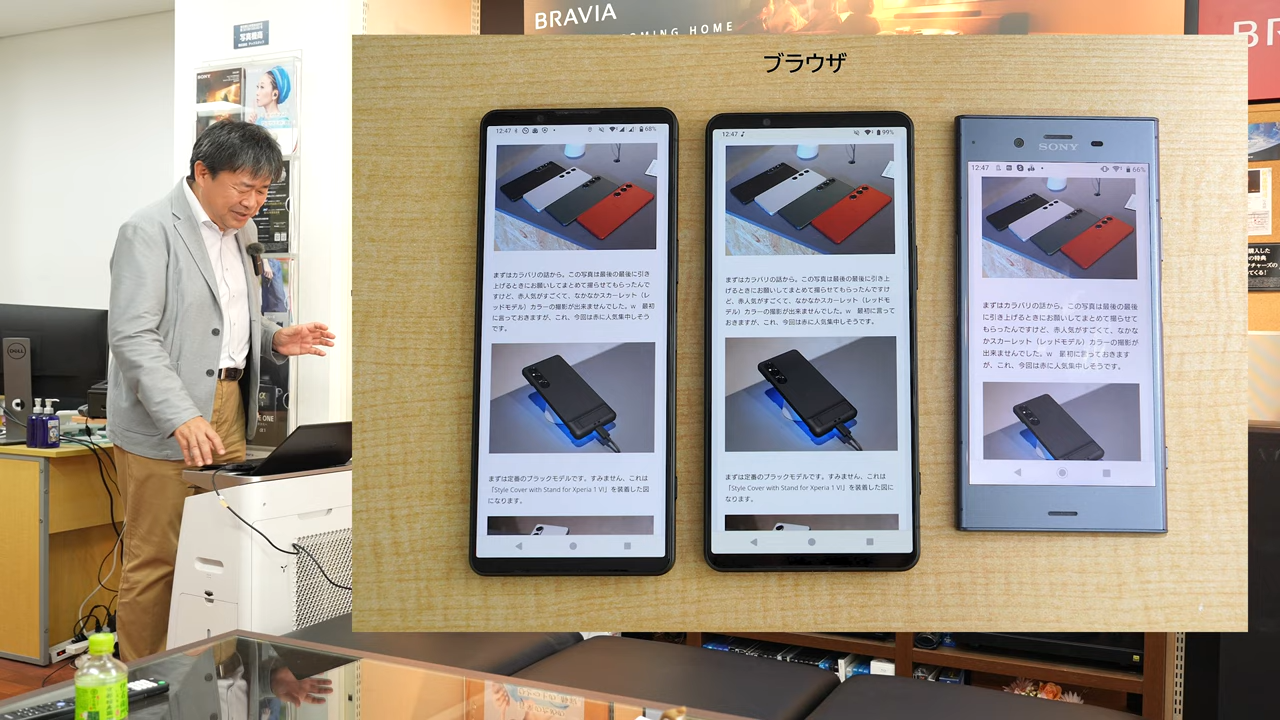 BRAVIA
COMING HOME
写真機商
SONY
DELL
ブラウザ
12:47
68%
まずはカラバリの話から。この写真は最後の最後に引き
上げるときにお願いしてまとめて撮らせてもらったんで
すけど、赤人気がすごくて、なかなかスカーレット（レ
ッドモデル）カラーの撮影が出来ませんでした。w 最初
に言っておきますが、これ、今回は赤に人気集中しそう
です。
まずは定番のブラックモデルです。すみません、これは
「Style Cover with Stand for Xperia 1 VI」を装着した図
になります。
12:47
99%
まずはカラバリの話から。この写真は最後の最後に引き上
げるときにお願いしてまとめて撮らせてもらったんですけ
ど、赤人気がすごくて、なかなかスカーレット（レッドモ
デル）カラーの撮影が出来ませんでした。w 最初に言って
おきますが、これ、今回は赤に人気集中しそうです。
まずは定番のブラックモデルです。すみません、これは
「Style Cover with Stand for Xperia 1 VI」を装着した図に
なります。
SONY
12:47
66%
まずはカラバリの話から。この写真は最後の最後
に引き上げるときにお願いしてまとめて撮らせて
もらったんですけど、赤人気がすごくて、なかな
かスカーレット（レッドモデル）カラーの撮影が
出来ませんでした。w 最初に言っておきます
が、これ、今回は赤に人気集中しそうです。